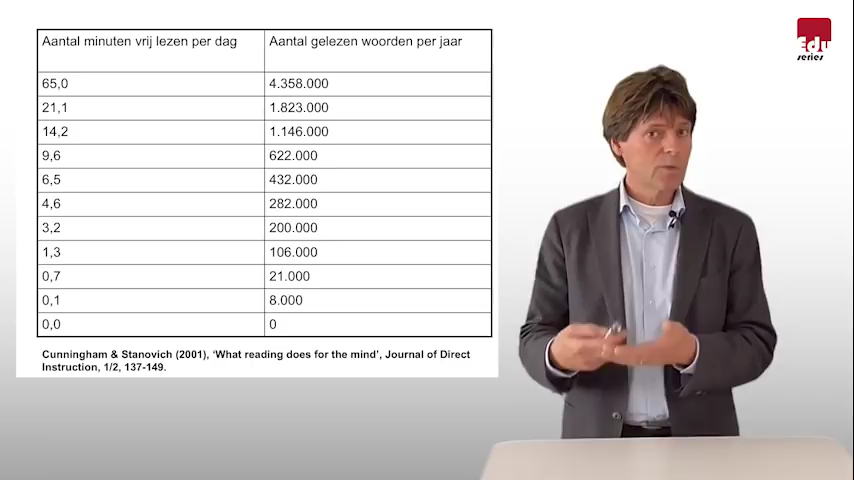 Aantal minuten vrij lezen per dag Aantal gelezen woorden per jaar
65,0 4.358.000
21,1 1.823.000
14,2 1.146.000
9,6 622.000
6,5 432.000
4,6 282.000
3,2 200.000
1,3 106.000
0,7 21.000
0,1 8.000
0,0 0
Cunningham & Stanovich (2001), ‘What reading does for the mind’, Journal of Direct
Instruction, 1/2, 137-149.
Edu
series